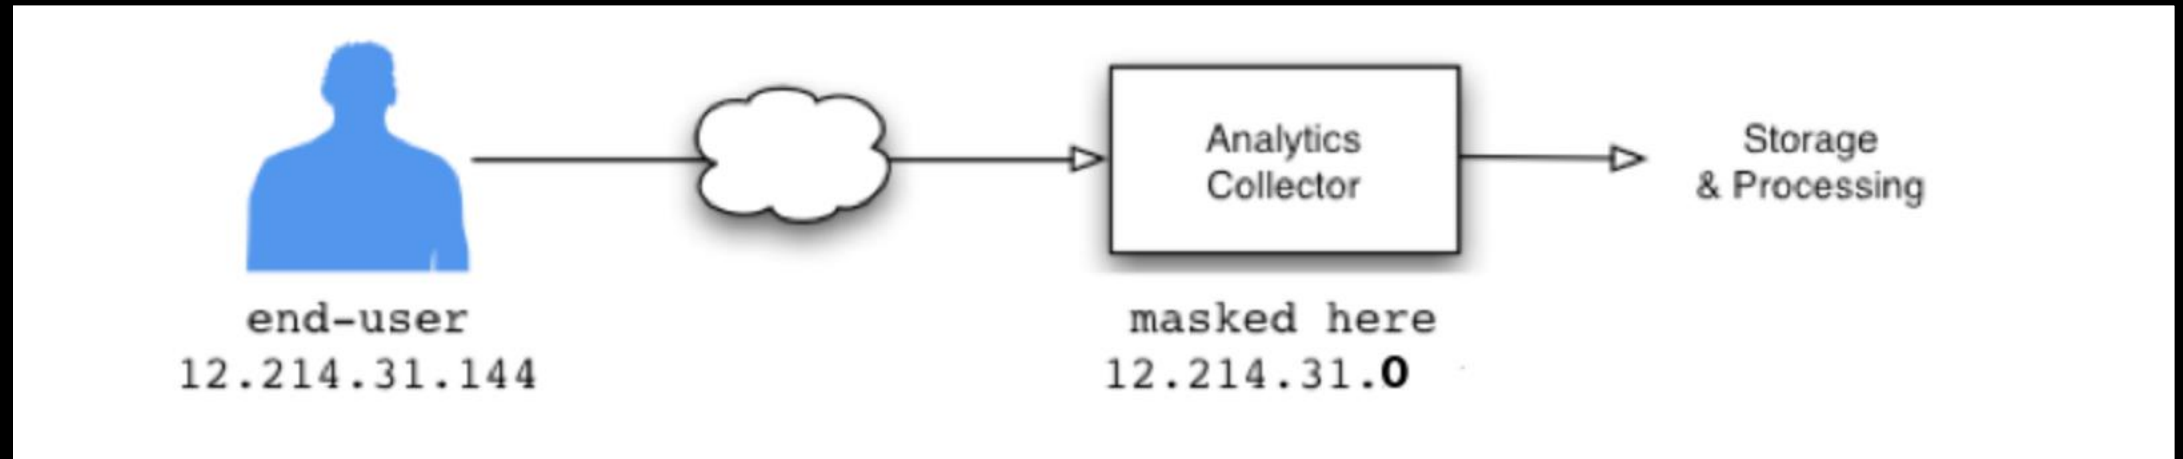 Analytics
Collector
Storage
& Processing
end-user
12.214.31.144
masked here
12.214.31.0